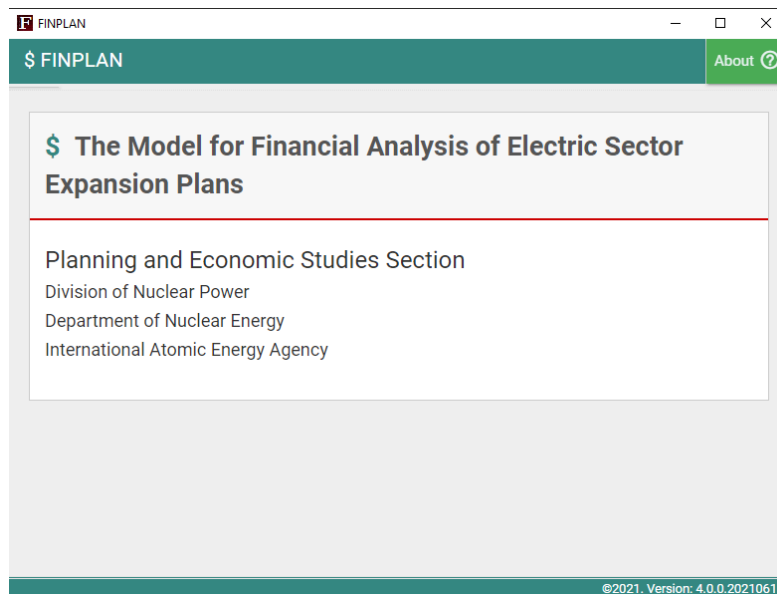 FINPLAN
$ FINPLAN
About
$ The Model for Financial Analysis of Electric Sector
Expansion Plans
Planning and Economic Studies Section
Division of Nuclear Power
Department of Nuclear Energy
International Atomic Energy Agency
©2021. Version: 4.0.0.2021061